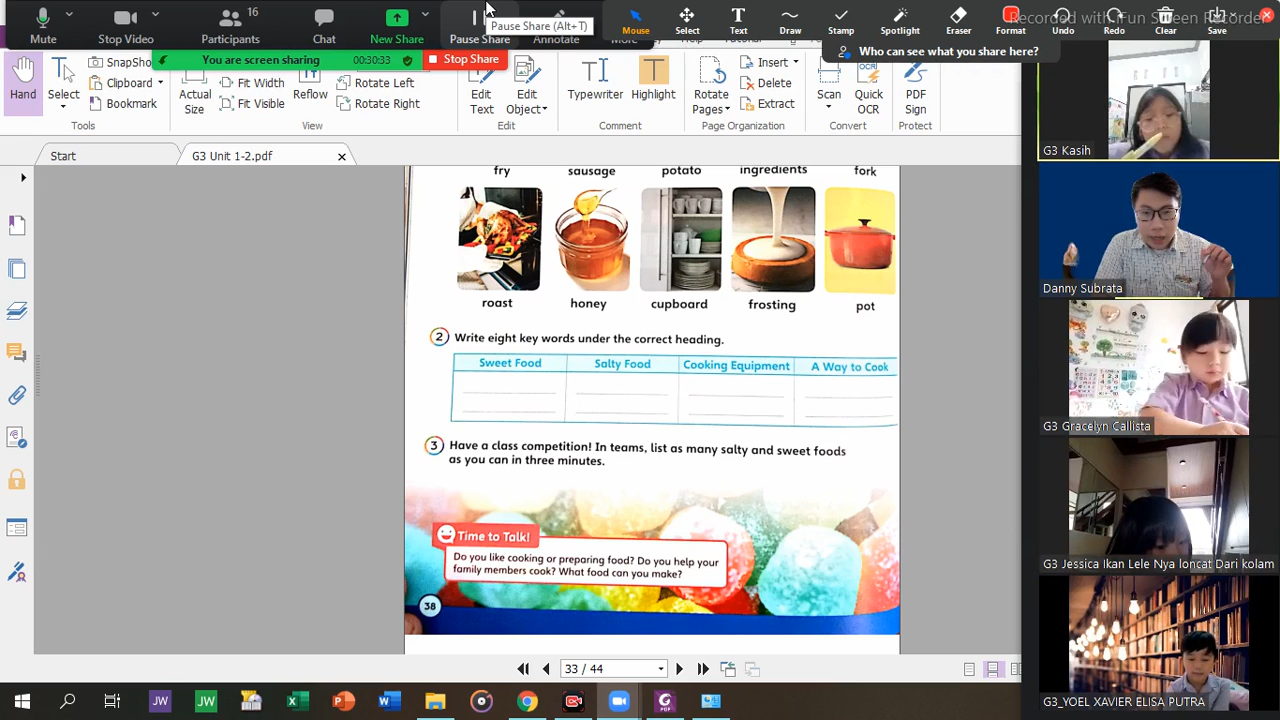 Mute
Stop Video
16
Participants
Chat
New Share
Pause Share
Annotate
More
Pause Share (Alt+T)
Mouse
Select
Text
Draw
Stamp
Spotlight
Eraser
Format
Undo
Redo
Clear
Save
Recorded with iFun Screen Recorder
You are screen sharing
00:30:33
Stop Share
Who can see what you share here?
Hand
Select
SnapSho
Clipboard
Bookmark
Tools
Actual
Size
Fit Width
Fit Visible
Reflow
Rotate Left
Rotate Right
View
Edit
Text
Edit
Object
Edit
Typewriter
Highlight
Comment
Rotate
Pages
Insert
Delete
Extract
Page Organization
Scan
Quick
OCR
Convert
PDF
Sign
Protect
Start
G3 Unit 1-2.pdf
fry
sausage
potato
ingredients
fork
roast
honey
cupboard
frosting
pot
2 Write eight key words under the correct heading.
Sweet Food
Salty Food
Cooking Equipment
A Way to Cook
3 Have a class competition! In teams, list as many salty and sweet foods
as you can in three minutes.
Time to Talk!
Do you like cooking or preparing food? Do you help your
family members cook? What food can you make?
38
33 / 44
G3 Kasih
Danny Subrata
G3 Gracelyn Callista
G3 Jessica Ikan Lele Nya loncat Dari kolam
G3_YOEL XAVIER ELISA PUTRA
JW
JW